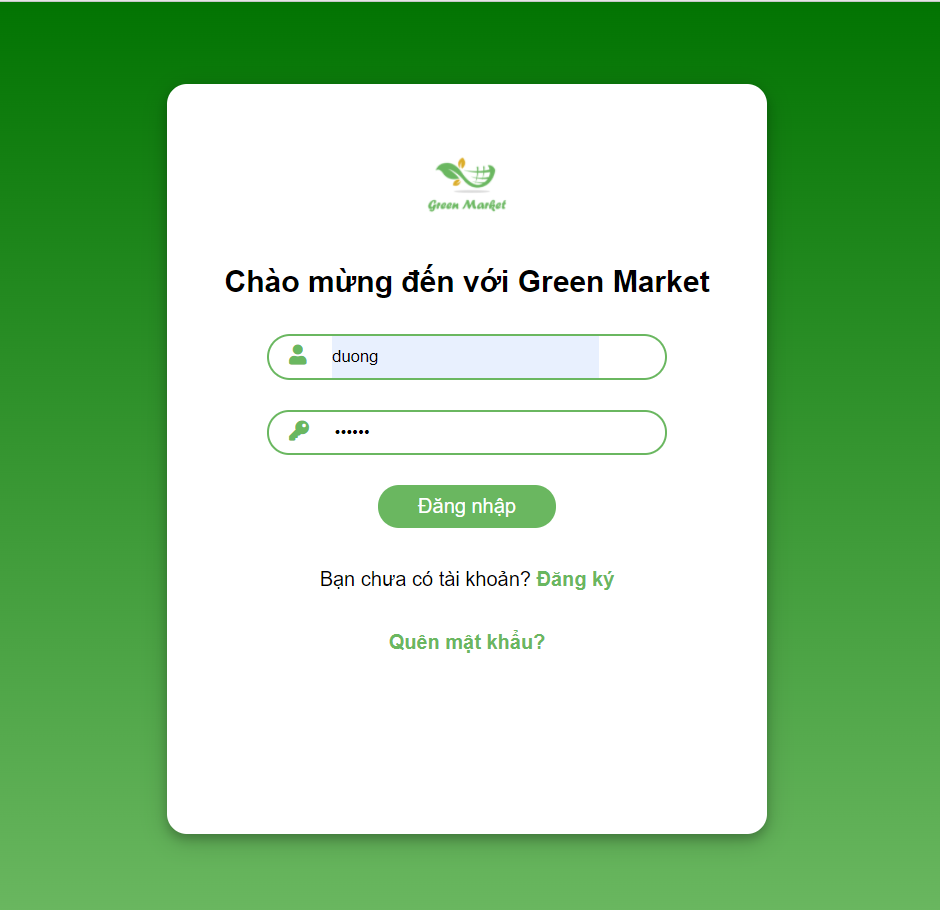 Green Market
Chào mừng đến với Green Market
duong
••••••
Đăng nhập
Bạn chưa có tài khoản? Đăng ký
Quên mật khẩu?